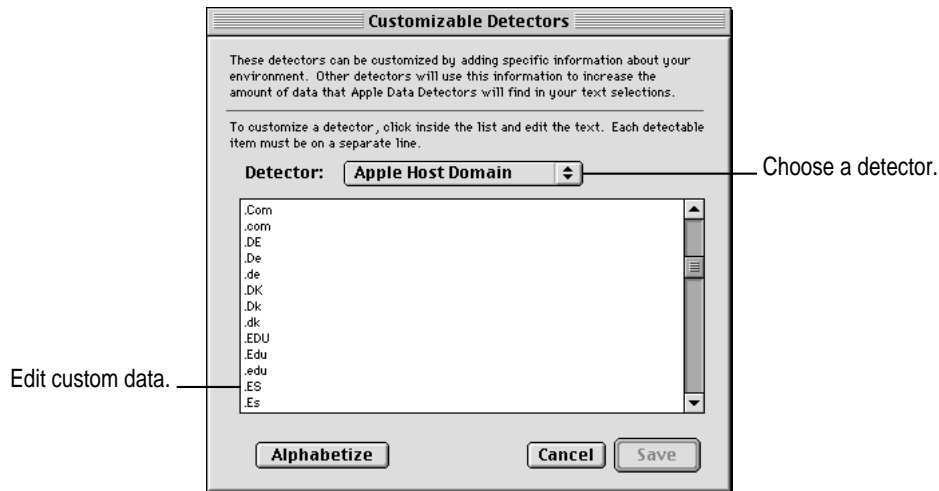 Customizable Detectors
These detectors can be customized by adding specific information about your
environment. Other detectors will use this information to increase the
amount of data that Apple Data Detectors will find in your text selections.
To customize a detector, click inside the list and edit the text. Each detectable
item must be on a separate line.
Detector: Apple Host Domain
Choose a detector.
.Com
.com
.DE
.De
.de
.DK
.Dk
.dk
.EDU
.Edu
.edu
Edit custom data.
.ES
.Es
Alphabetize Cancel Save